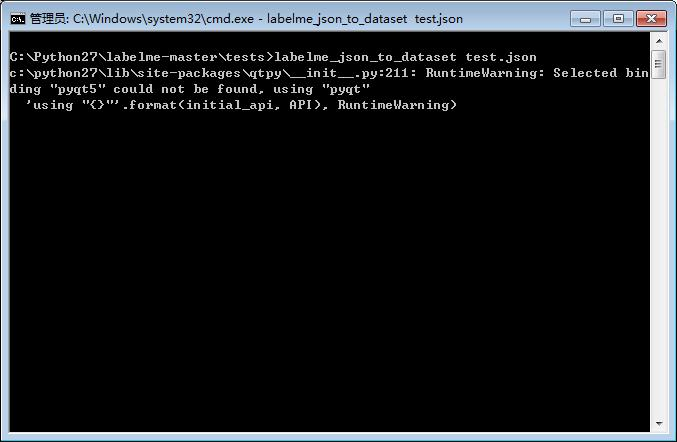 管理员: C:\Windows\system32\cmd.exe - labelme_json_to_dataset  test.json
C:\Python27\labelme-master\tests>labelme_json_to_dataset test.json
c:\python27\lib\site-packages\qtpy\__init__.py:211: RuntimeWarning: Selected bin
ding "pyqt5" could not be found, using "pyqt"
  'using "{}"'.format(initial_api, API), RuntimeWarning)